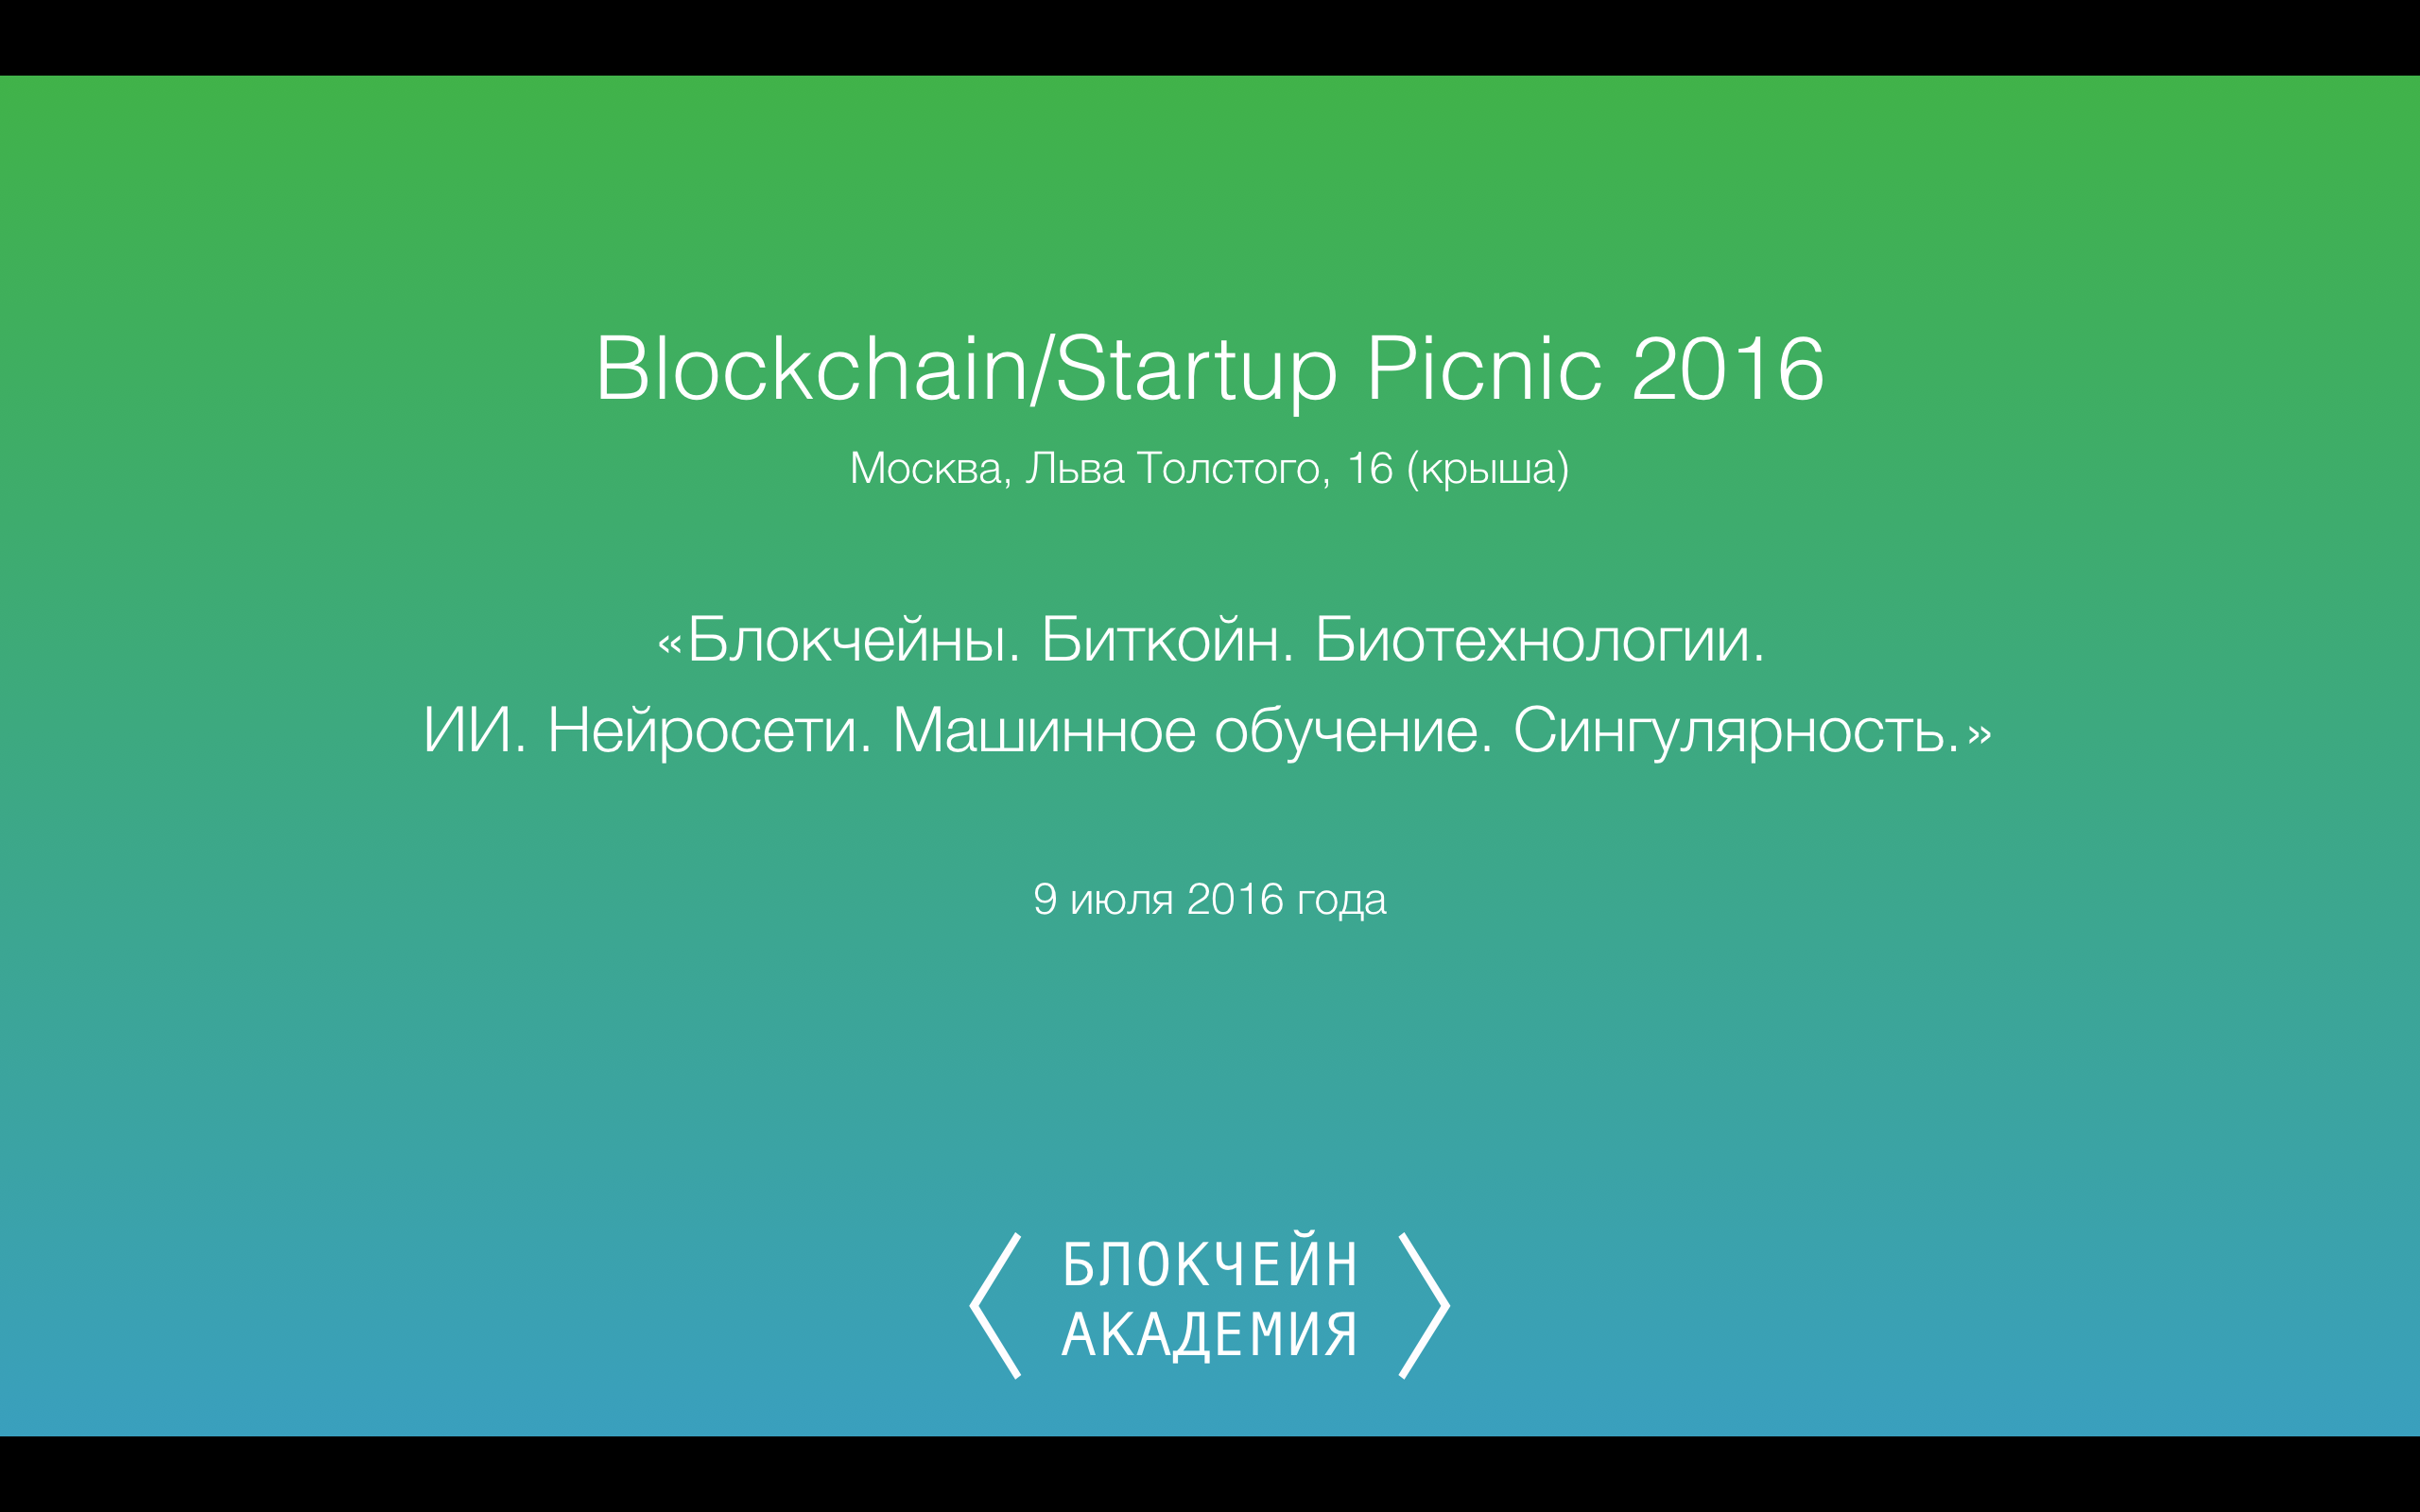 Blockchain/Startup Picnic 2016
Москва, Льва Толстого, 16 (крыша)
«Блокчейны. Биткойн. Биотехнологии.
ИИ. Нейросети. Машинное обучение. Сингулярность.»
9 июля 2016 года
БЛОКЧЕЙН
АКАДЕМИЯ